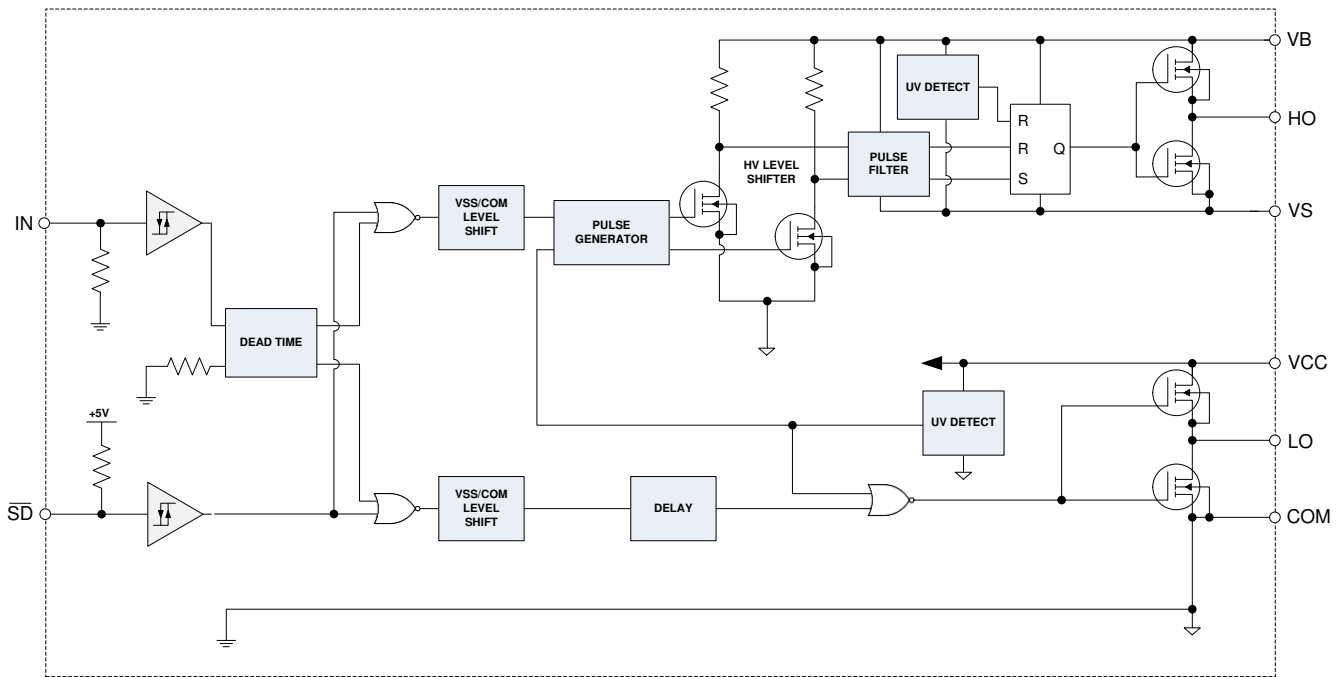 VB
UV DETECT
HO
R
R Q
S
PULSE
FILTER
HV LEVEL
SHIFTER
VS
IN
VSS/COM
LEVEL
SHIFT
PULSE
GENERATOR
DEAD TIME
VCC
+5V
UV DETECT
LO
SD
VSS/COM
LEVEL
SHIFT
DELAY
COM